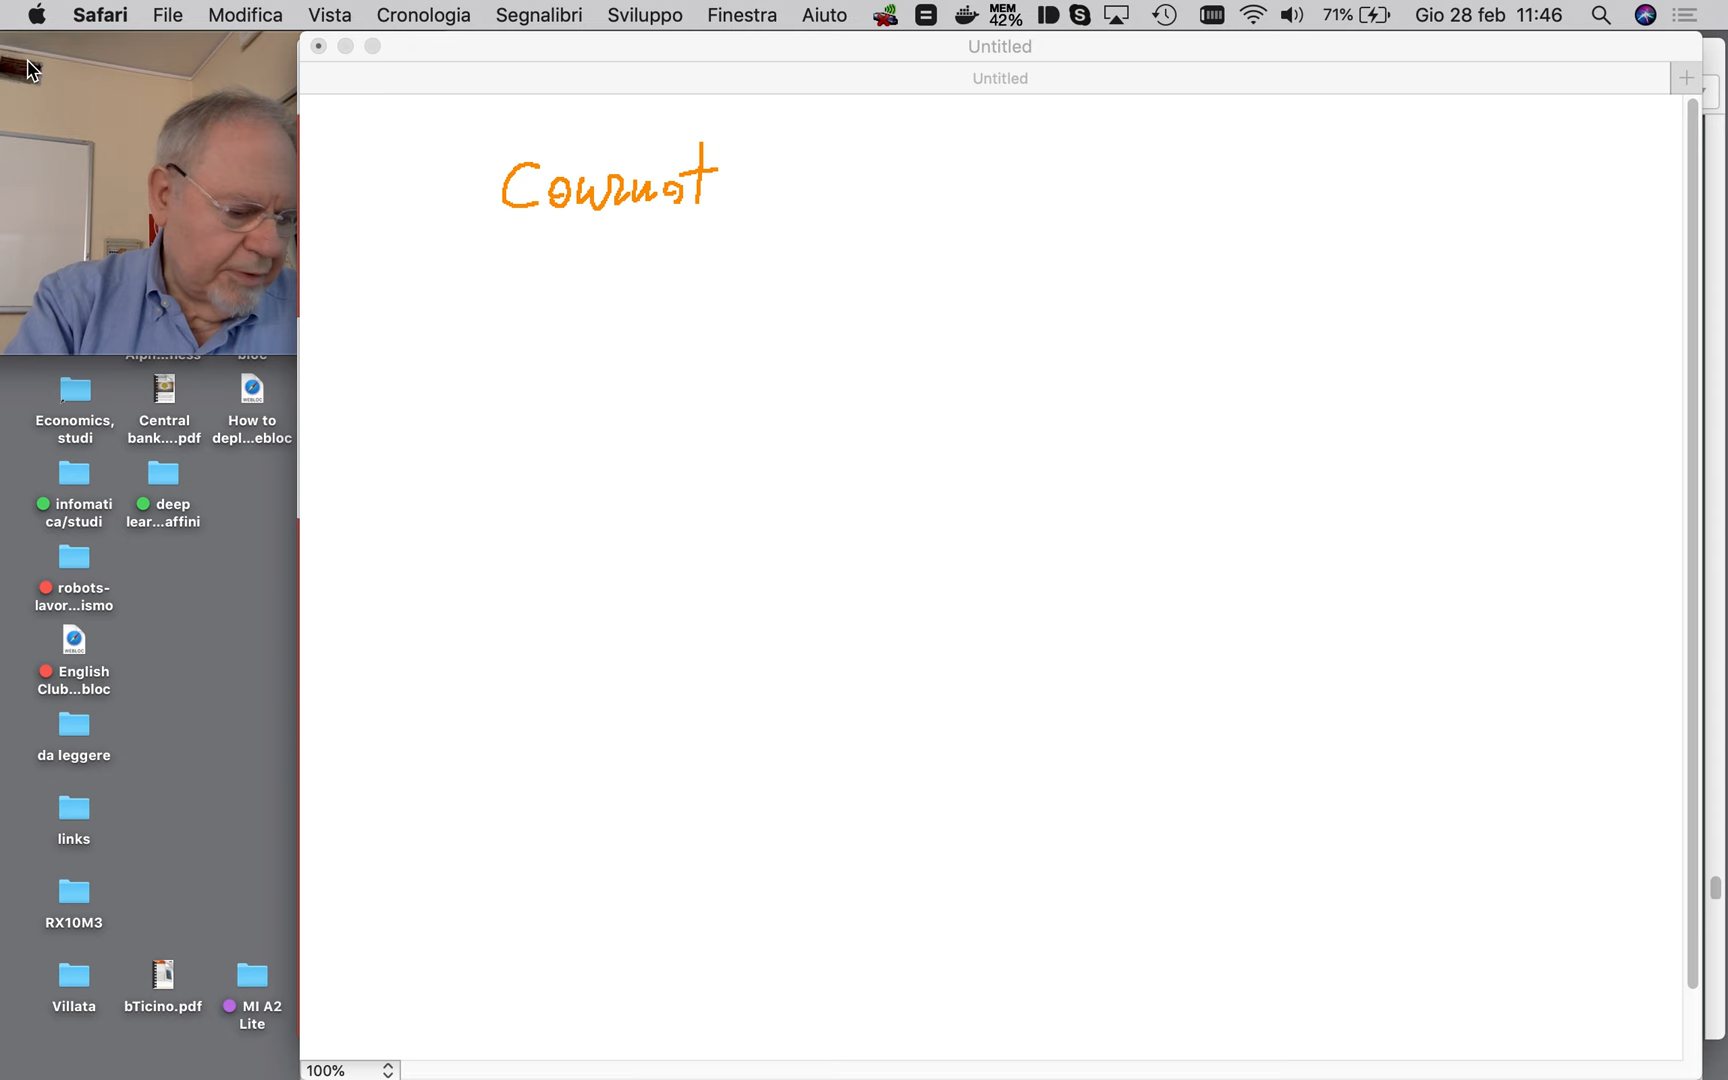 Safari File Modifica Vista Cronologia Segnalibri Sviluppo Finestra Aiuto MEM 42% 71% Gio 28 feb 11:46
Untitled
Untitled
Cournot
Economics, studi
Central bank....pdf
How to depl...ebloc
infomati ca/studi
deep lear...affini
robots-lavor...ismo
English Club...bloc
da leggere
links
RX10M3
Villata
bTicino.pdf
MI A2 Lite
100%